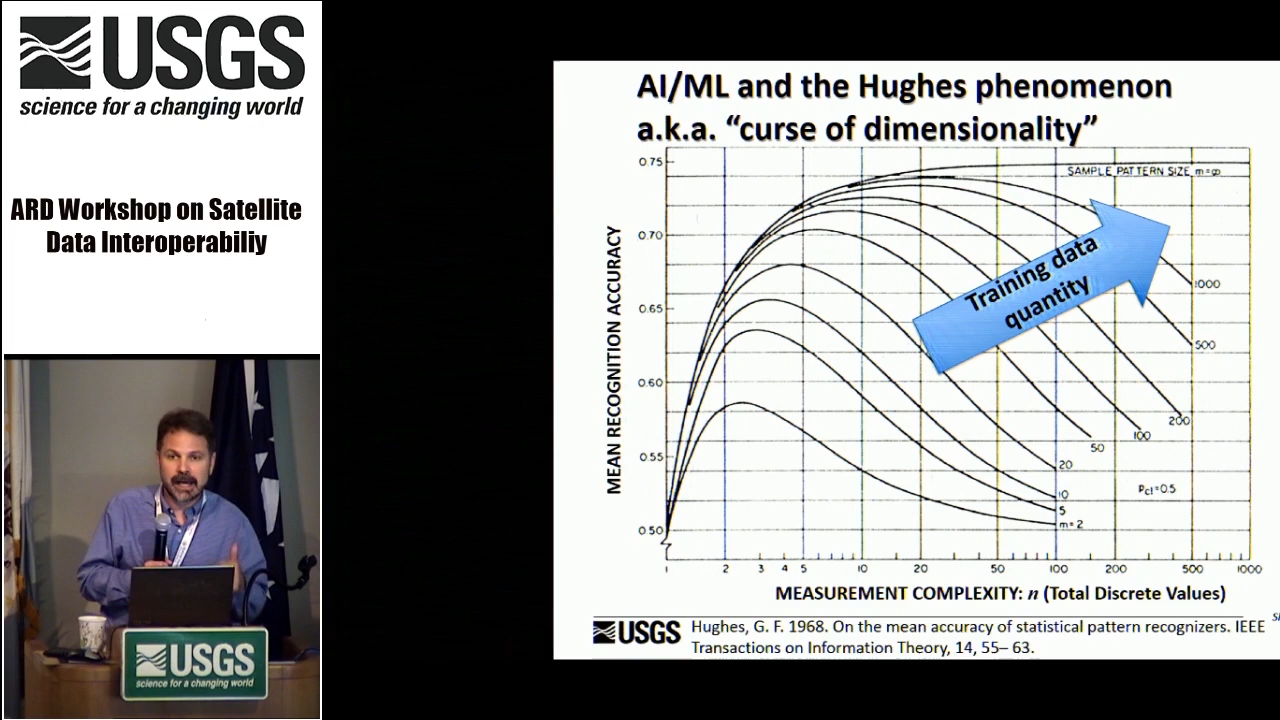 USGS
science for a changing world
ARD Workshop on Satellite
Data Interoperabiliy
AI/ML and the Hughes phenomenon
a.k.a. “curse of dimensionality”
0.75
0.70
0.65
0.60
0.55
0.50
MEAN RECOGNITION ACCURACY
SAMPLE PATTERN SIZE m=∞
Training data
quantity
1000
500
200
100
50
20
10
5
m=2
Pc1=0.5
1 2 3 4 5 10 20 50 100 200 500 1000
MEASUREMENT COMPLEXITY: n (Total Discrete Values)
USGS
Hughes, G. F. 1968. On the mean accuracy of statistical pattern recognizers. IEEE
Transactions on Information Theory, 14, 55– 63.
USGS
science for a changing world